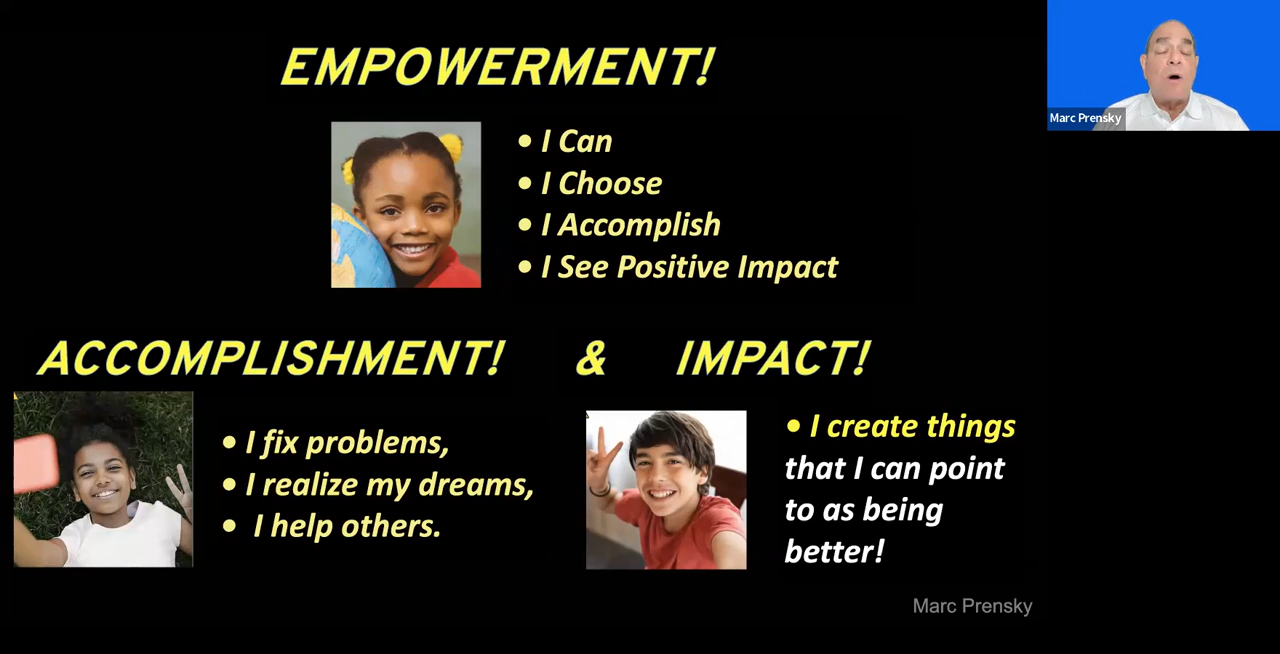 EMPOWERMENT!
Marc Prensky
• I Can
• I Choose
• I Accomplish
• I See Positive Impact
ACCOMPLISHMENT! & IMPACT!
• I fix problems,
• I realize my dreams,
• I help others.
• I create things
that I can point
to as being
better!
Marc Prensky